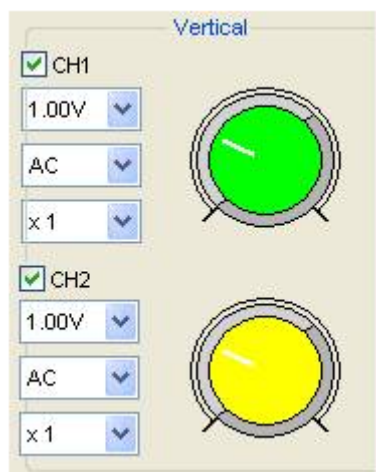 Vertical
CH1
1.00V
AC
x 1
CH2
1.00V
AC
x 1